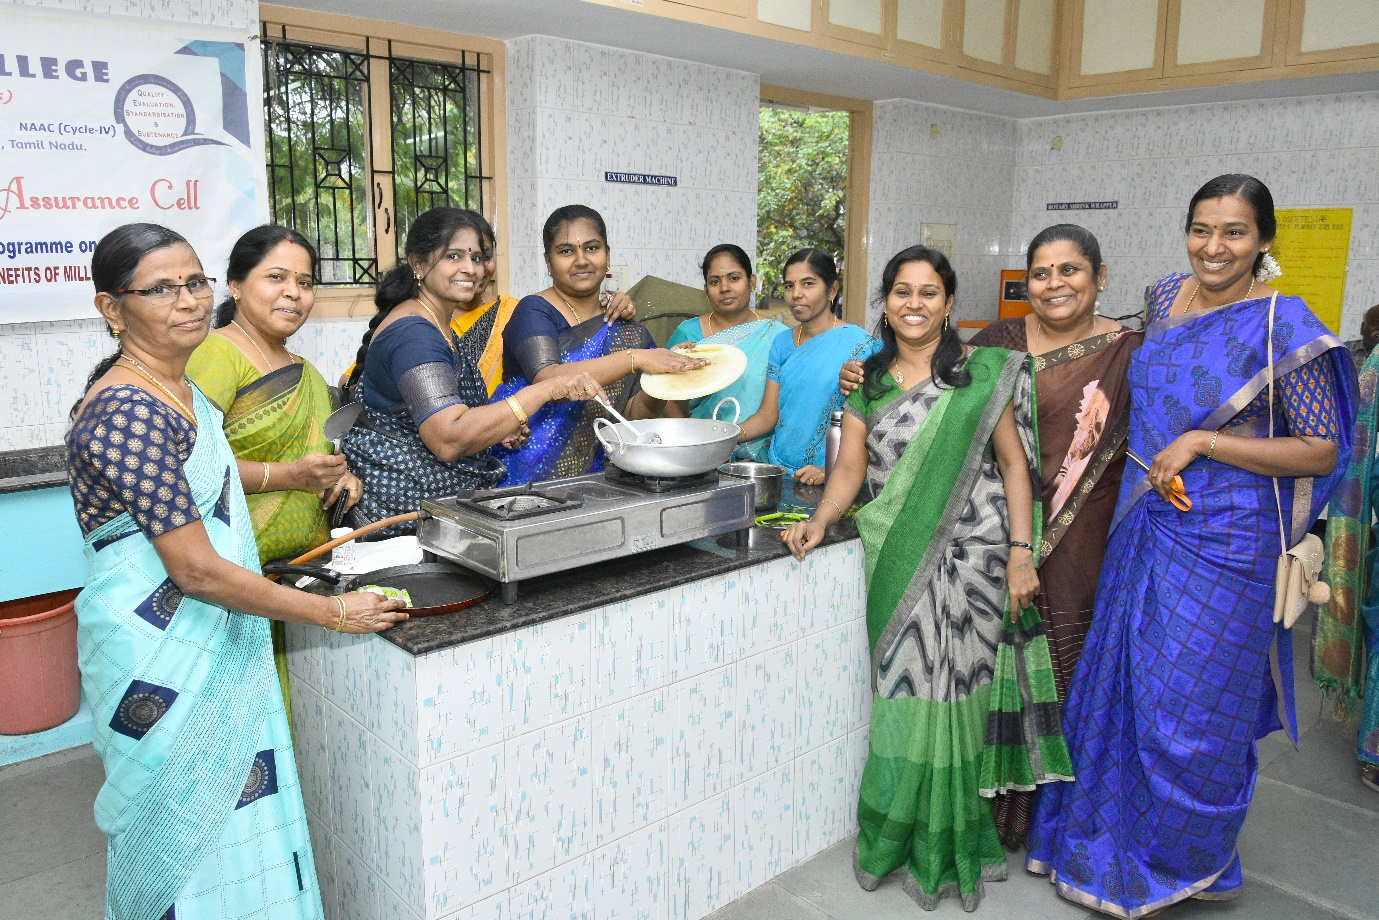 LLEGE
s)
QUALITY -
EVALUATION,
STANDARDISATION
&
SUSTENANCE
NAAC (Cycle-IV)
, Tamil Nadu.
Assurance Cell
ogramme on
NEFITS OF MILL
EXTRUDER MACHINE
ROTARY SHRINK WRAPPER